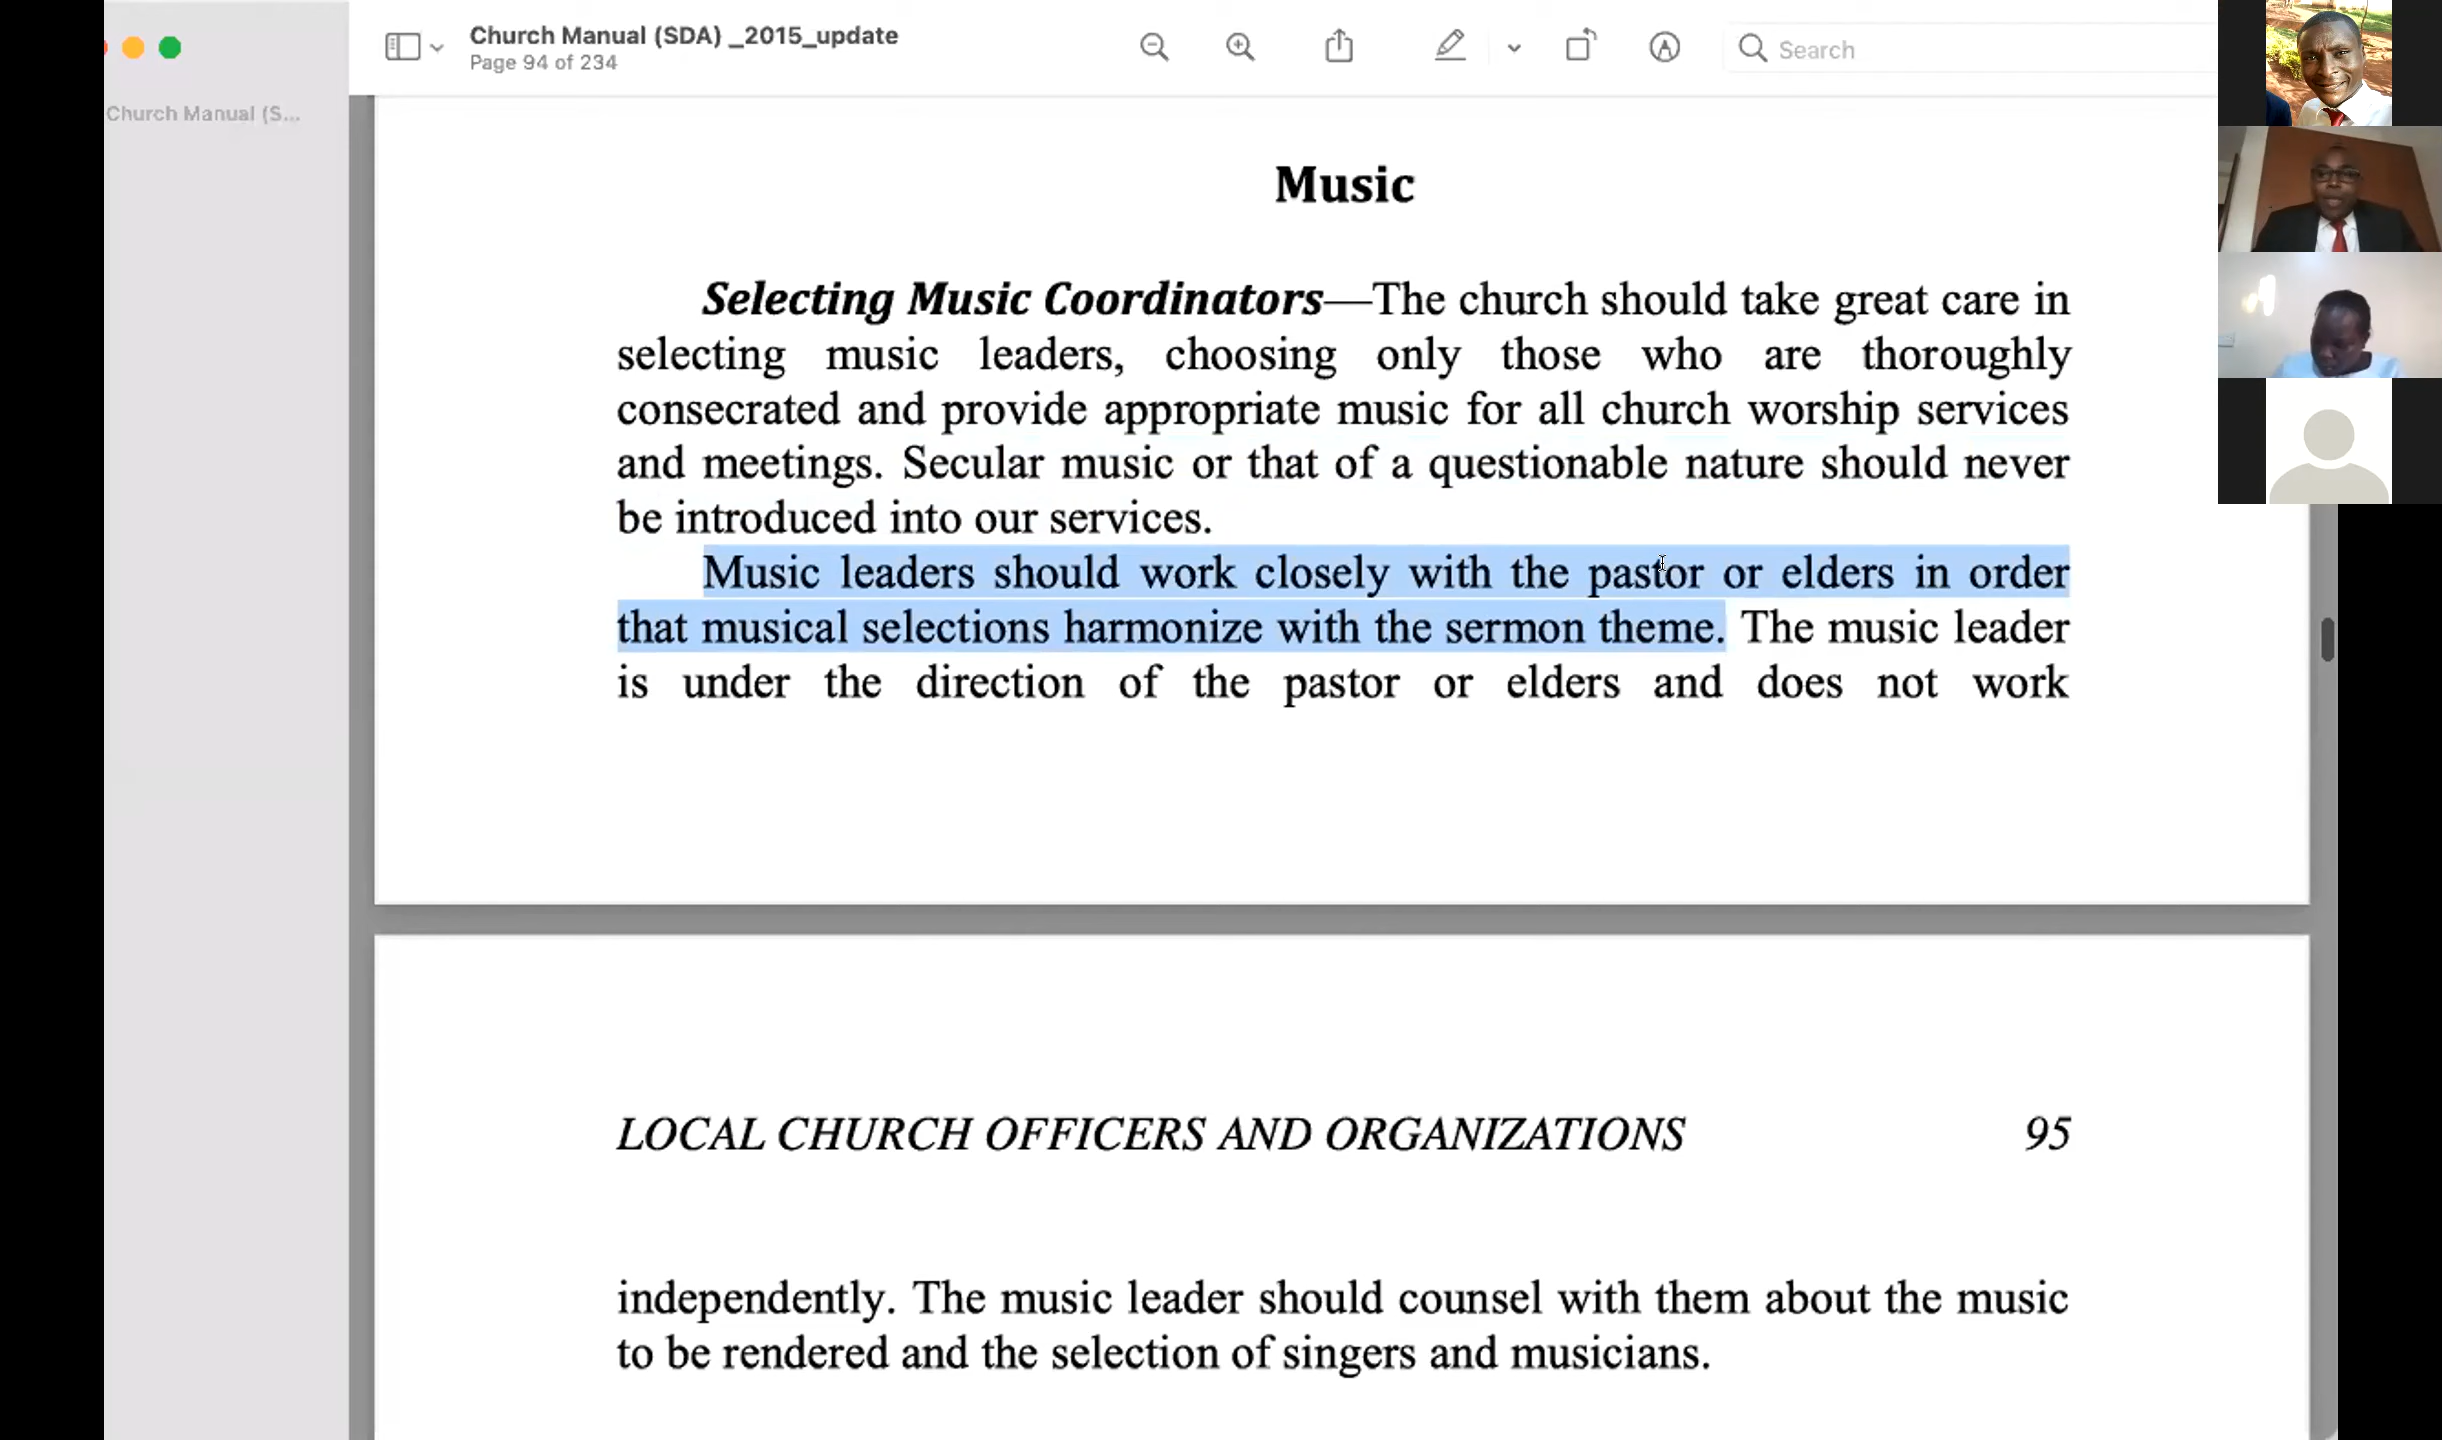 Church Manual (SDA) _2015_update
Page 94 of 234
Search
Church Manual (S...
Music
Selecting Music Coordinators—The church should take great care in
selecting music leaders, choosing only those who are thoroughly
consecrated and provide appropriate music for all church worship services
and meetings. Secular music or that of a questionable nature should never
be introduced into our services.
Music leaders should work closely with the pastor or elders in order
that musical selections harmonize with the sermon theme. The music leader
is under the direction of the pastor or elders and does not work
LOCAL CHURCH OFFICERS AND ORGANIZATIONS 95
independently. The music leader should counsel with them about the music
to be rendered and the selection of singers and musicians.